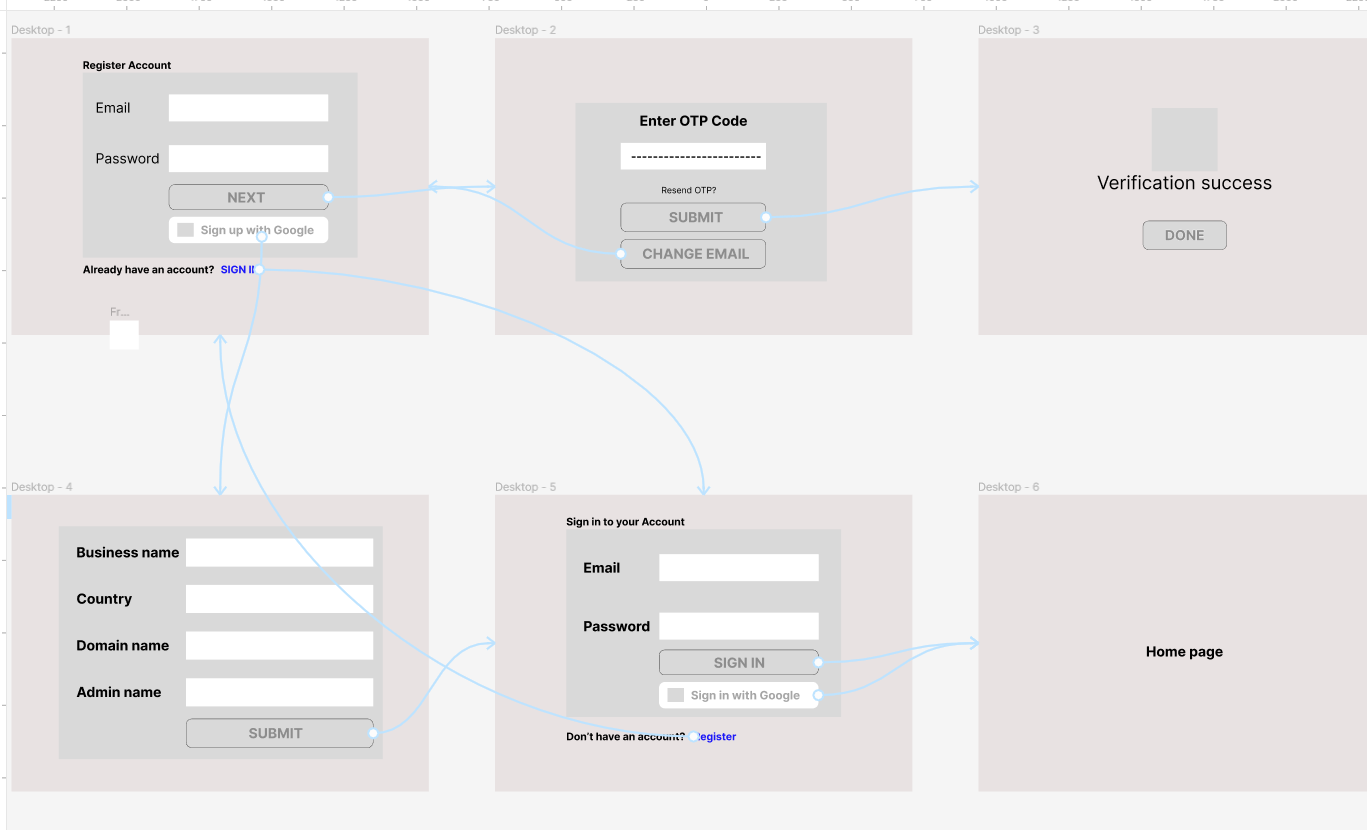 Desktop - 1
Register Account
Email
Password
NEXT
Sign up with Google
Already have an account? SIGN IN
Fr...
Desktop - 2
Enter OTP Code
-------------------------
Resend OTP?
SUBMIT
CHANGE EMAIL
Desktop - 3
Verification success
DONE
Desktop - 4
Business name
Country
Domain name
Admin name
SUBMIT
Desktop - 5
Sign in to your Account
Email
Password
SIGN IN
Sign in with Google
Don't have an account? Register
Desktop - 6
Home page